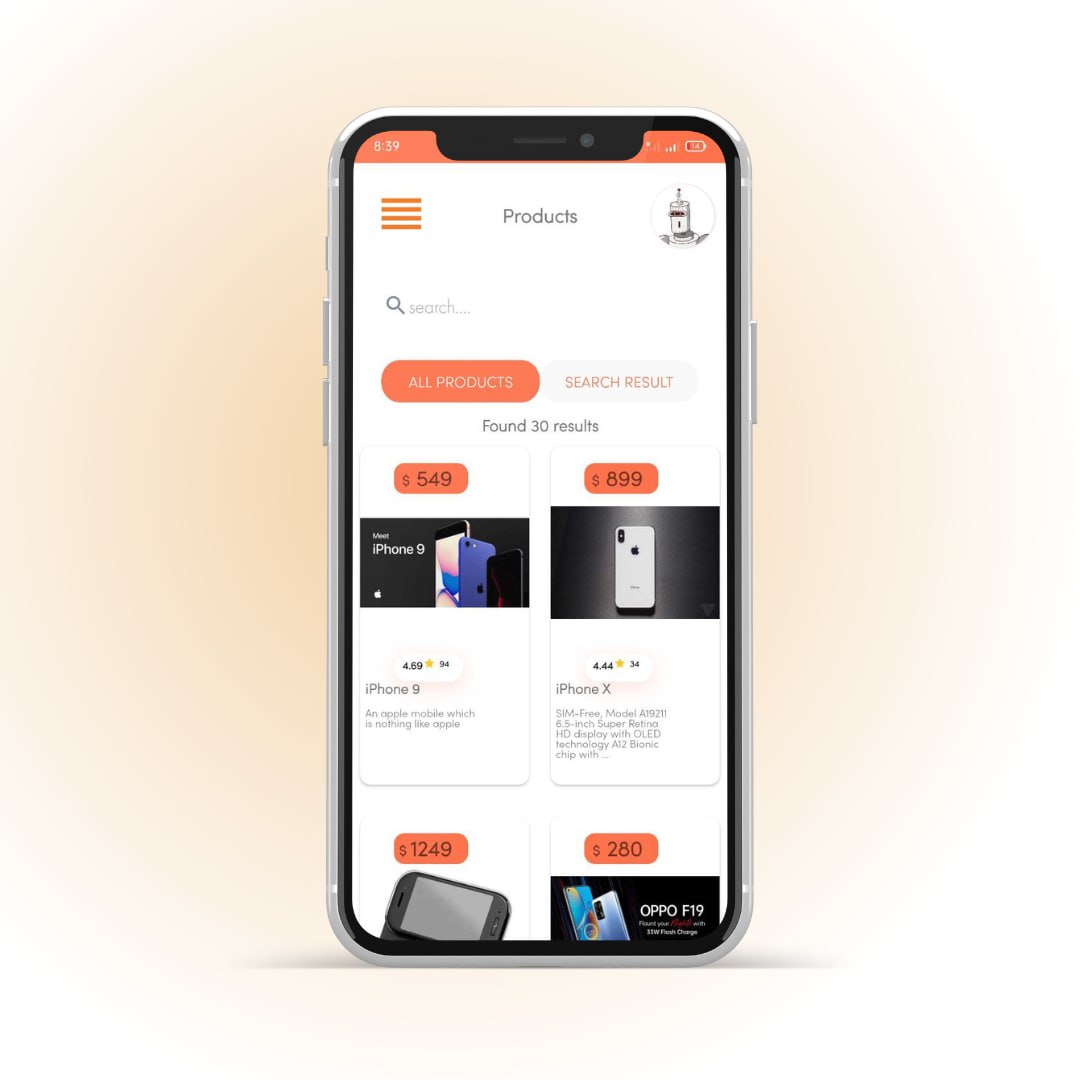 8:39
14
Products
search....
ALL PRODUCTS
SEARCH RESULT
Found 30 results
$ 549
$ 899
Meet
iPhone 9
iPhone
4.69 94
4.44 34
iPhone 9
iPhone X
An apple mobile which
is nothing like apple
SIM-Free, Model A19211
6.5-inch Super Retina
HD display with OLED
technology A12 Bionic
chip with ...
$ 1249
$ 280
OPPO F19
Flaunt your Nights with
33W Flash Charge